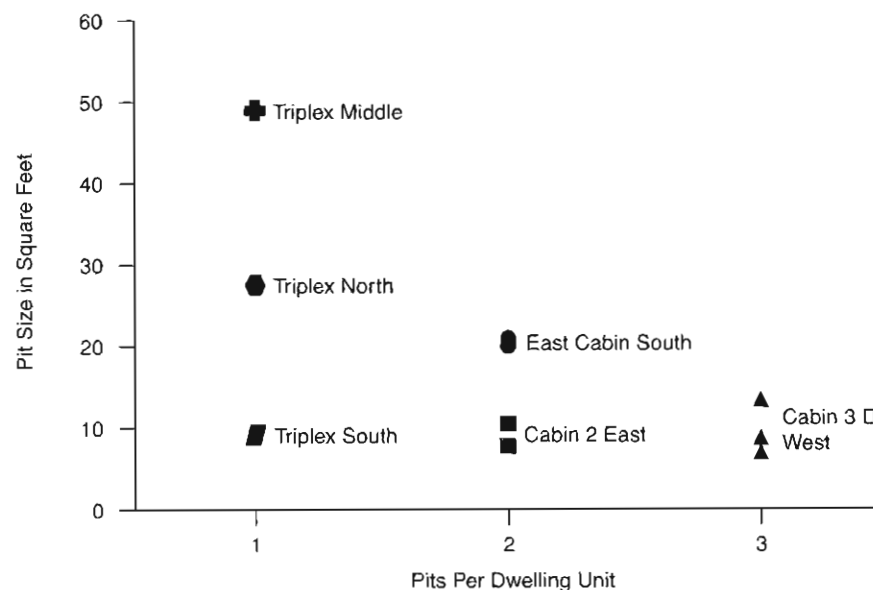 60
50
40
30
20
10
0
Pit Size in Square Feet
Triplex Middle
Triplex North
East Cabin South
Triplex South
Cabin 2 East
Cabin 3
West
1
2
3
Pits Per Dwelling Unit